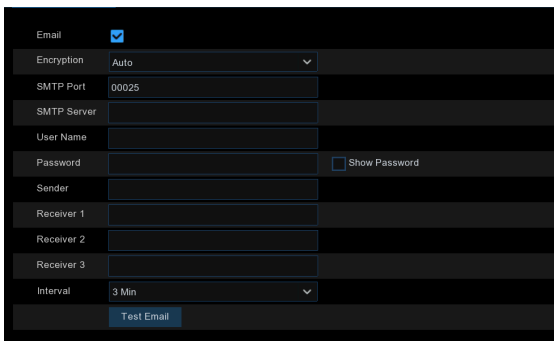 Email
Encryption Auto
SMTP Port 00025
SMTP Server
User Name
Password Show Password
Sender
Receiver 1
Receiver 2
Receiver 3
Interval 3 Min
Test Email